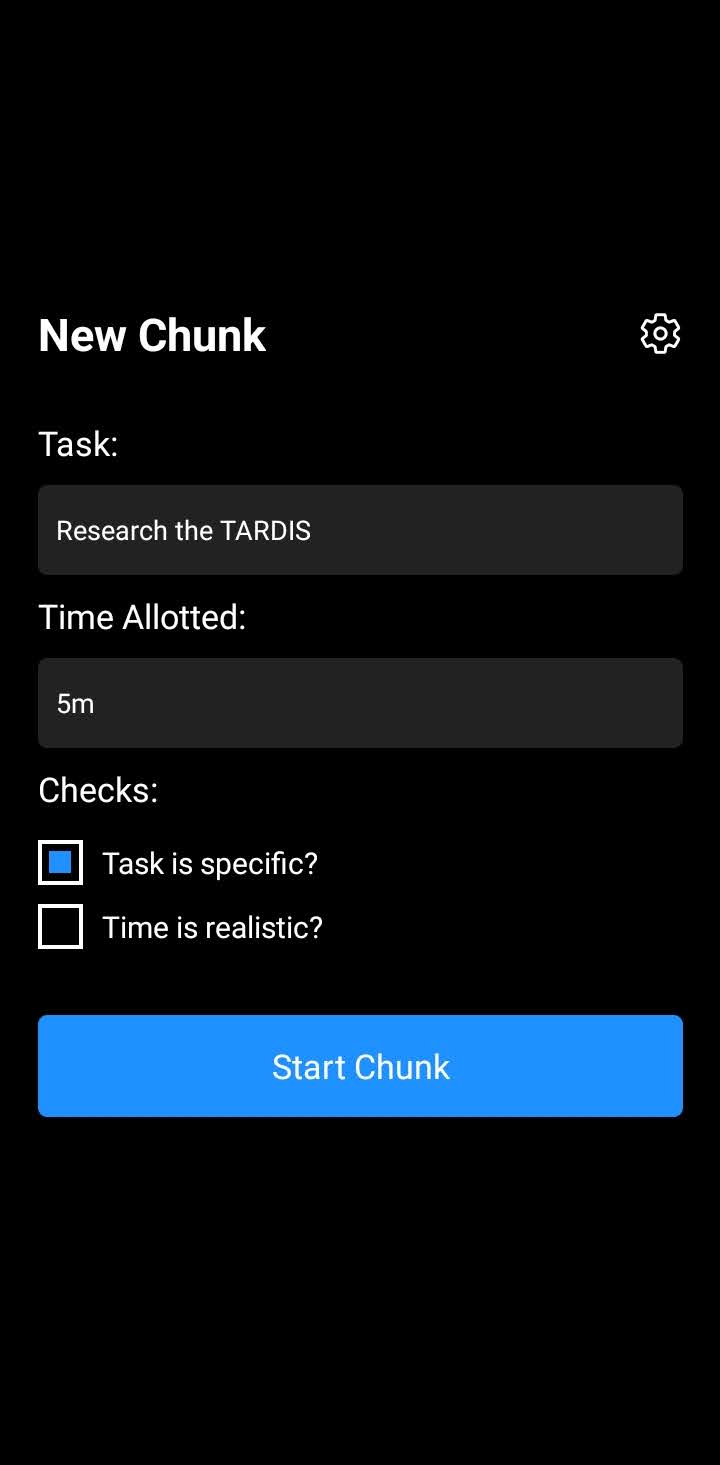 New Chunk
Task:
Research the TARDIS
Time Allotted:
5m
Checks:
Task is specific?
Time is realistic?
Start Chunk